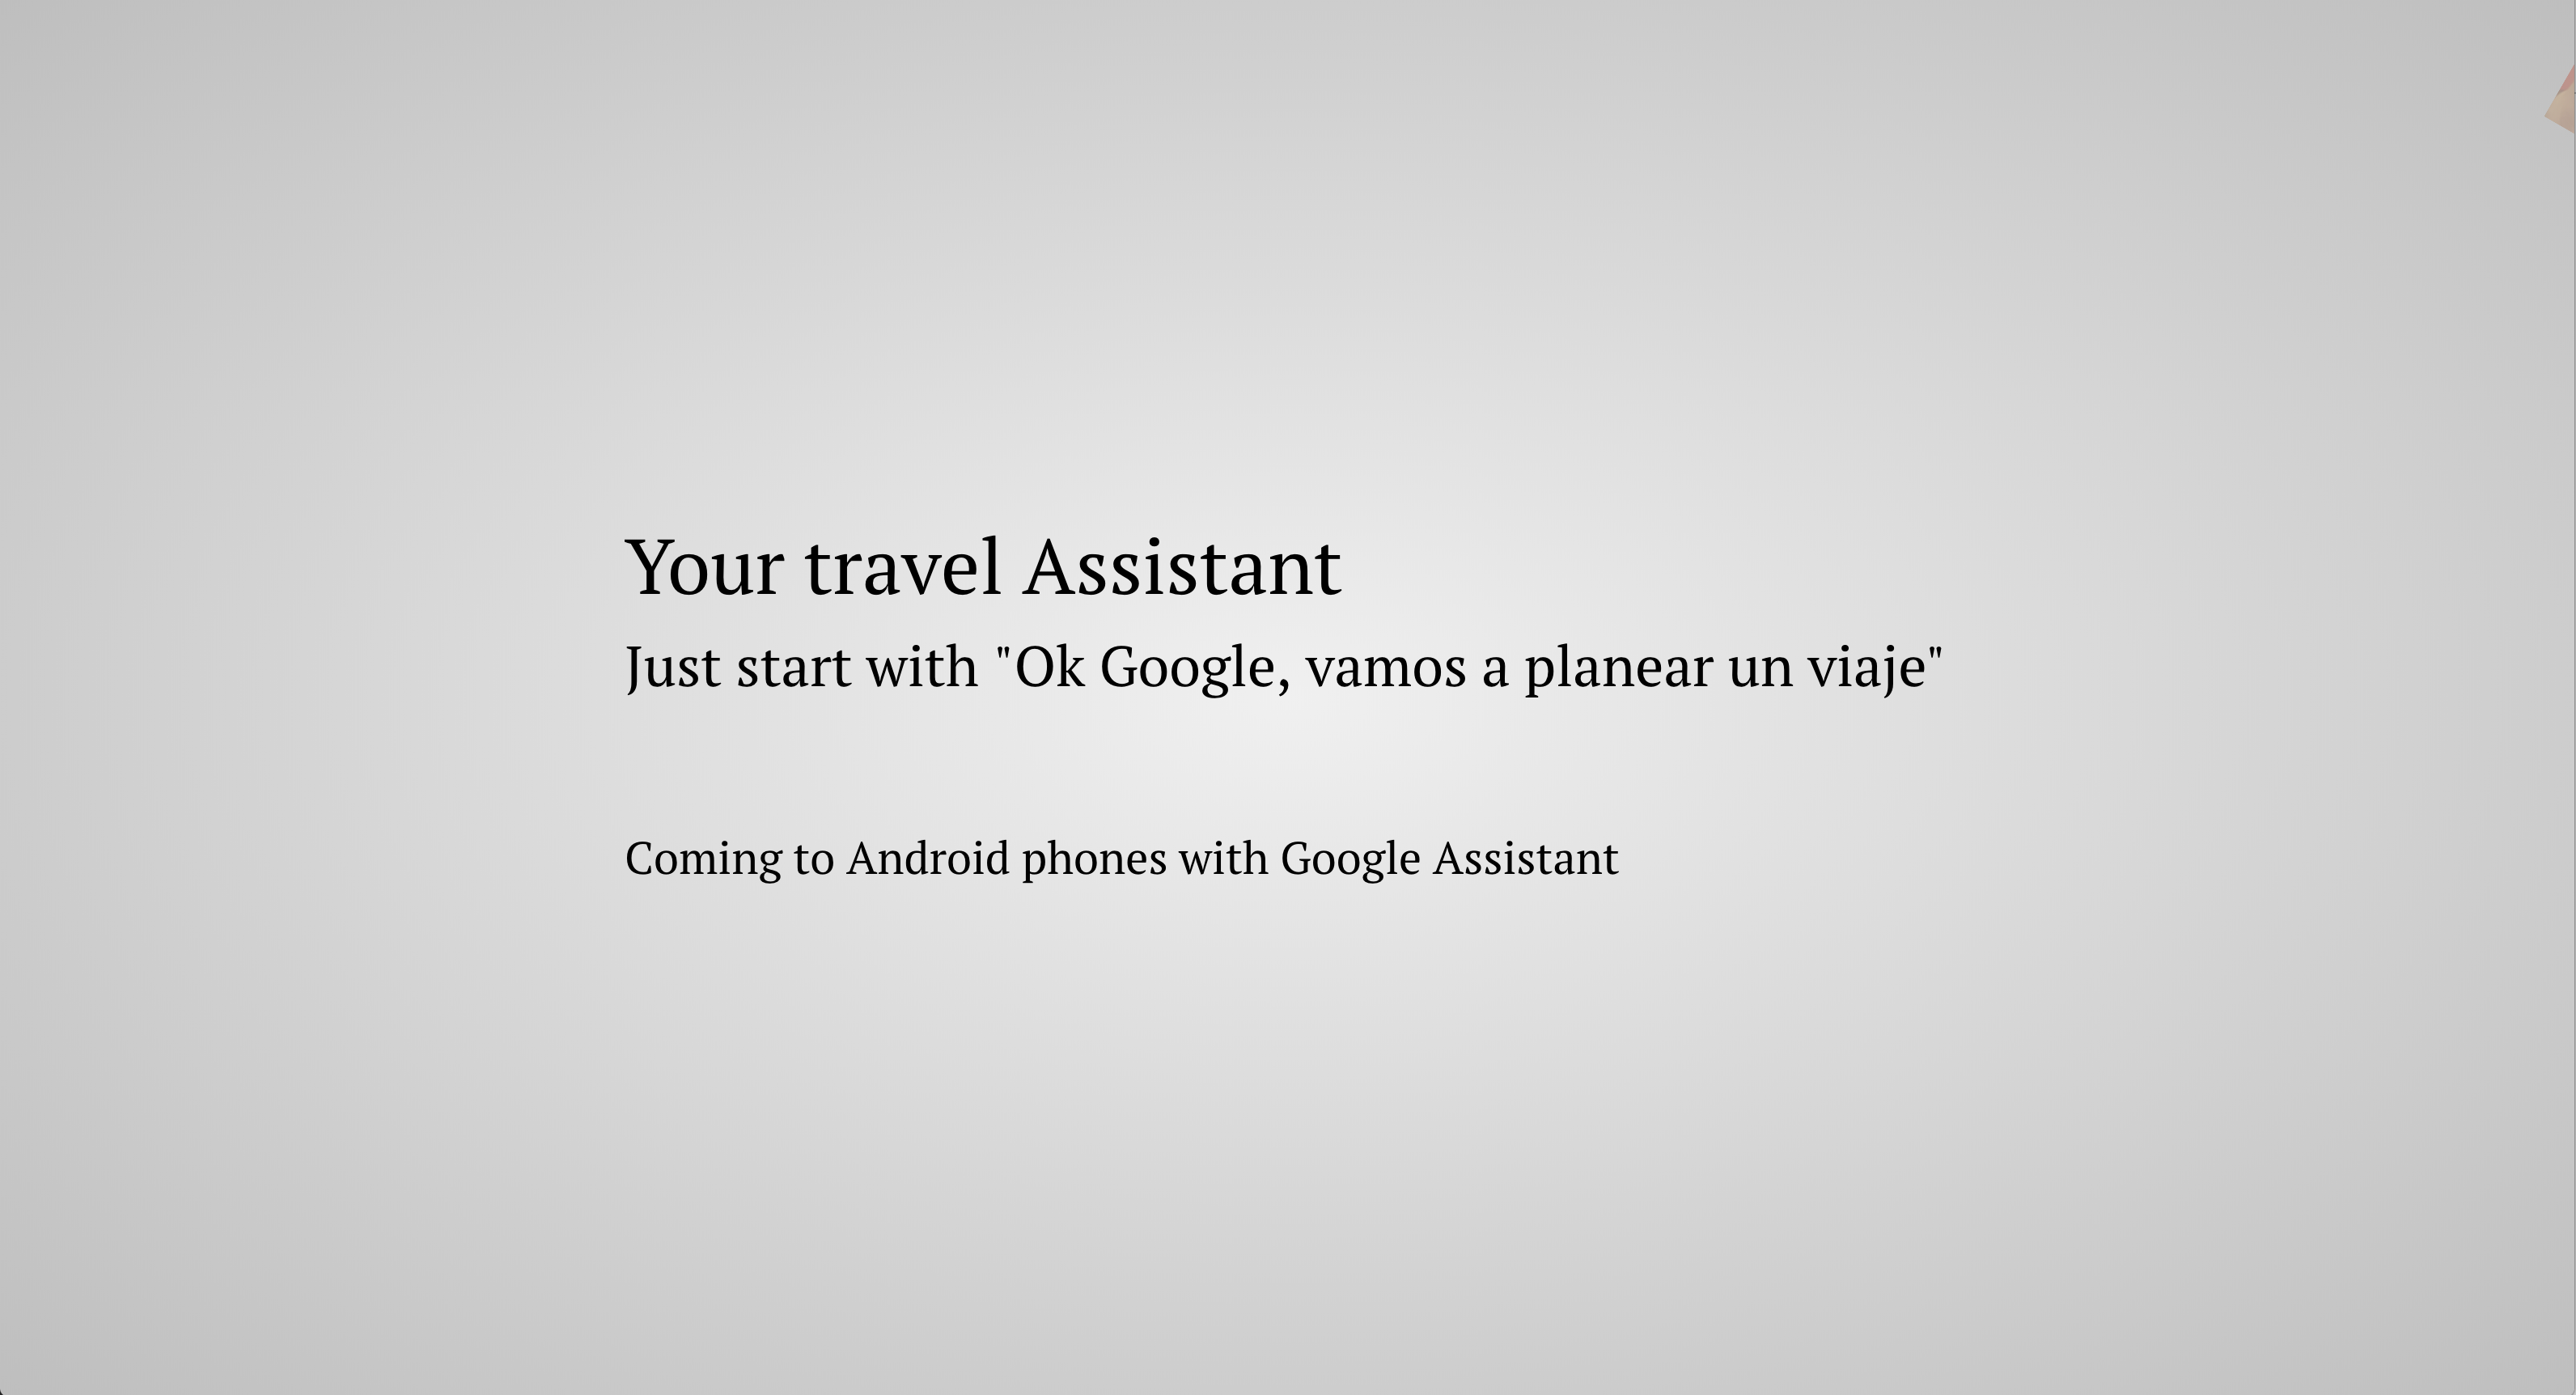 Your travel Assistant
Just start with "Ok Google, vamos a planear un viaje"
Coming to Android phones with Google Assistant